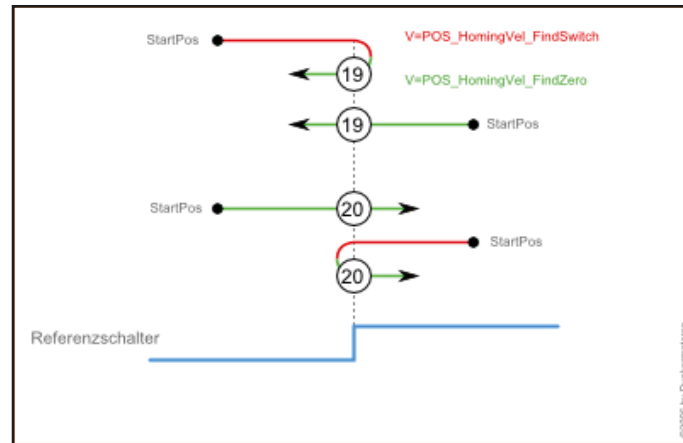 StartPos
V=POS_HomingVel_FindSwitch
19
V=POS_HomingVel_FindZero
19
StartPos
StartPos
20
StartPos
20
Referenzschalter